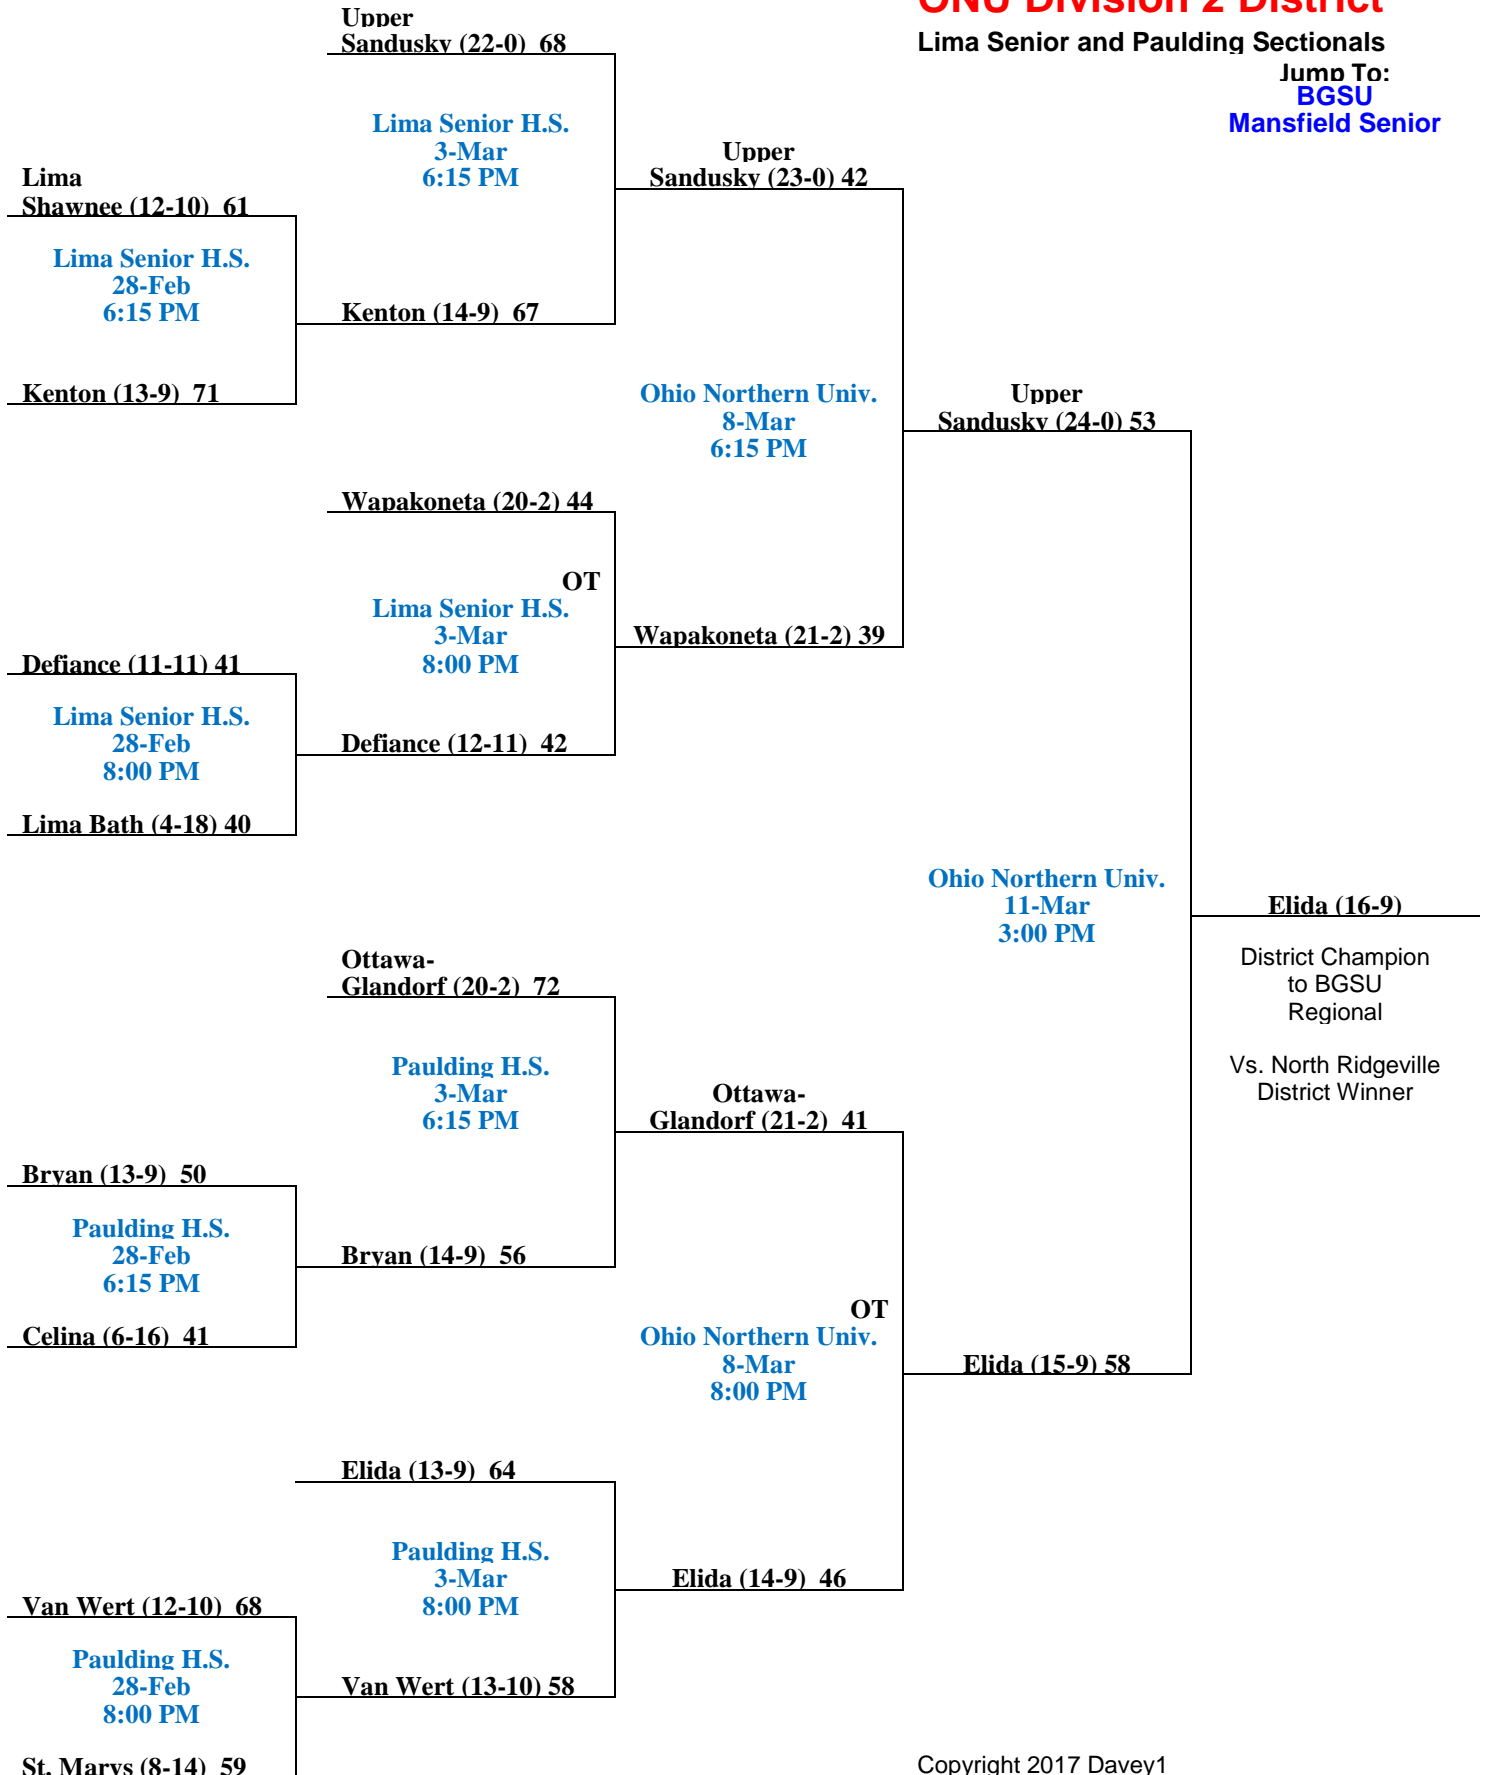 ONU Division 2 District
Lima Senior and Paulding Sectionals
Jump To:
BGSU
Mansfield Senior
Upper
Sandusky (22-0) 68
Lima Senior H.S.
3-Mar
6:15 PM
Upper
Sandusky (23-0) 42
Lima
Shawnee (12-10) 61
Lima Senior H.S.
28-Feb
6:15 PM
Kenton (14-9) 67
Kenton (13-9) 71
Ohio Northern Univ.
8-Mar
6:15 PM
Upper
Sandusky (24-0) 53
Wapakoneta (20-2) 44
OT
Lima Senior H.S.
3-Mar
8:00 PM
Wapakoneta (21-2) 39
Defiance (11-11) 41
Lima Senior H.S.
28-Feb
8:00 PM
Defiance (12-11) 42
Lima Bath (4-18) 40
Ohio Northern Univ.
11-Mar
3:00 PM
Elida (16-9)
District Champion
to BGSU
Regional
Vs. North Ridgeville
District Winner
Ottawa-
Glandorf (20-2) 72
Paulding H.S.
3-Mar
6:15 PM
Ottawa-
Glandorf (21-2) 41
Bryan (13-9) 50
Paulding H.S.
28-Feb
6:15 PM
Bryan (14-9) 56
Celina (6-16) 41
OT
Ohio Northern Univ.
8-Mar
8:00 PM
Elida (15-9) 58
Elida (13-9) 64
Paulding H.S.
3-Mar
8:00 PM
Elida (14-9) 46
Van Wert (12-10) 68
Paulding H.S.
28-Feb
8:00 PM
Van Wert (13-10) 58
St. Marys (8-14) 59
Copyright 2017 Davey1